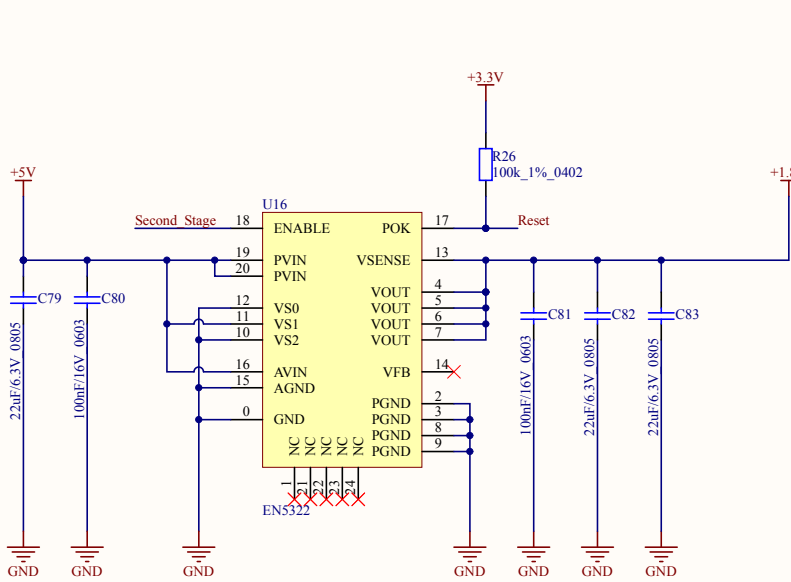 +3.3V
R26
100k_1%_0402
+5V
+1.8
U16
Second_Stage
18
ENABLE
POK
17
Reset
19
PVIN
VSENSE
13
20
PVIN
VOUT
4
12
VS0
VOUT
5
11
VS1
VOUT
6
10
VS2
VOUT
7
16
AVIN
VFB
14
15
AGND
PGND
2
0
GND
PGND
3
PGND
8
PGND
9
NC
NC
NC
NC
NC
1
21
22
23
24
EN5322
C79
22uF/6.3V_0805
C80
100nF/16V_0603
C81
100nF/16V_0603
C82
22uF/6.3V_0805
C83
22uF/6.3V_0805
GND
GND
GND
GND
GND
GND
GND